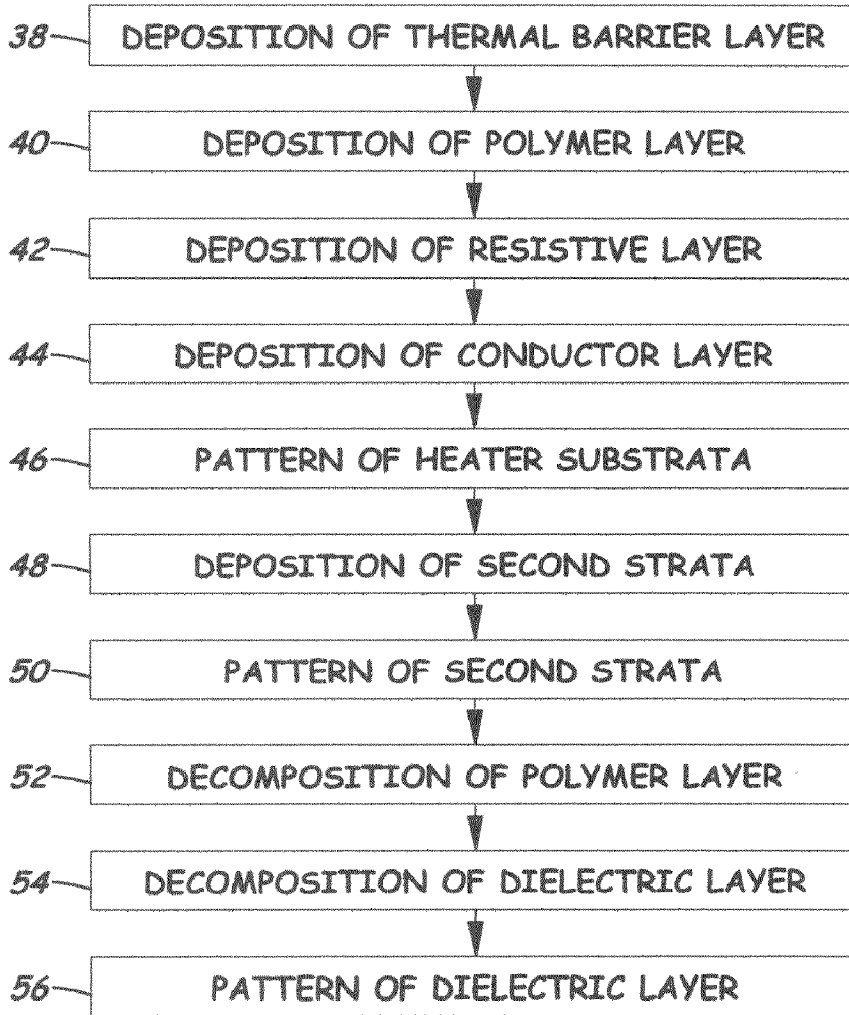 38 DEPOSITION OF THERMAL BARRIER LAYER
40 DEPOSITION OF POLYMER LAYER
42 DEPOSITION OF RESISTIVE LAYER
44 DEPOSITION OF CONDUCTOR LAYER
46 PATTERN OF HEATER SUBSTRATA
48 DEPOSITION OF SECOND STRATA
50 PATTERN OF SECOND STRATA
52 DECOMPOSITION OF POLYMER LAYER
54 DECOMPOSITION OF DIELECTRIC LAYER
56 PATTERN OF DIELECTRIC LAYER